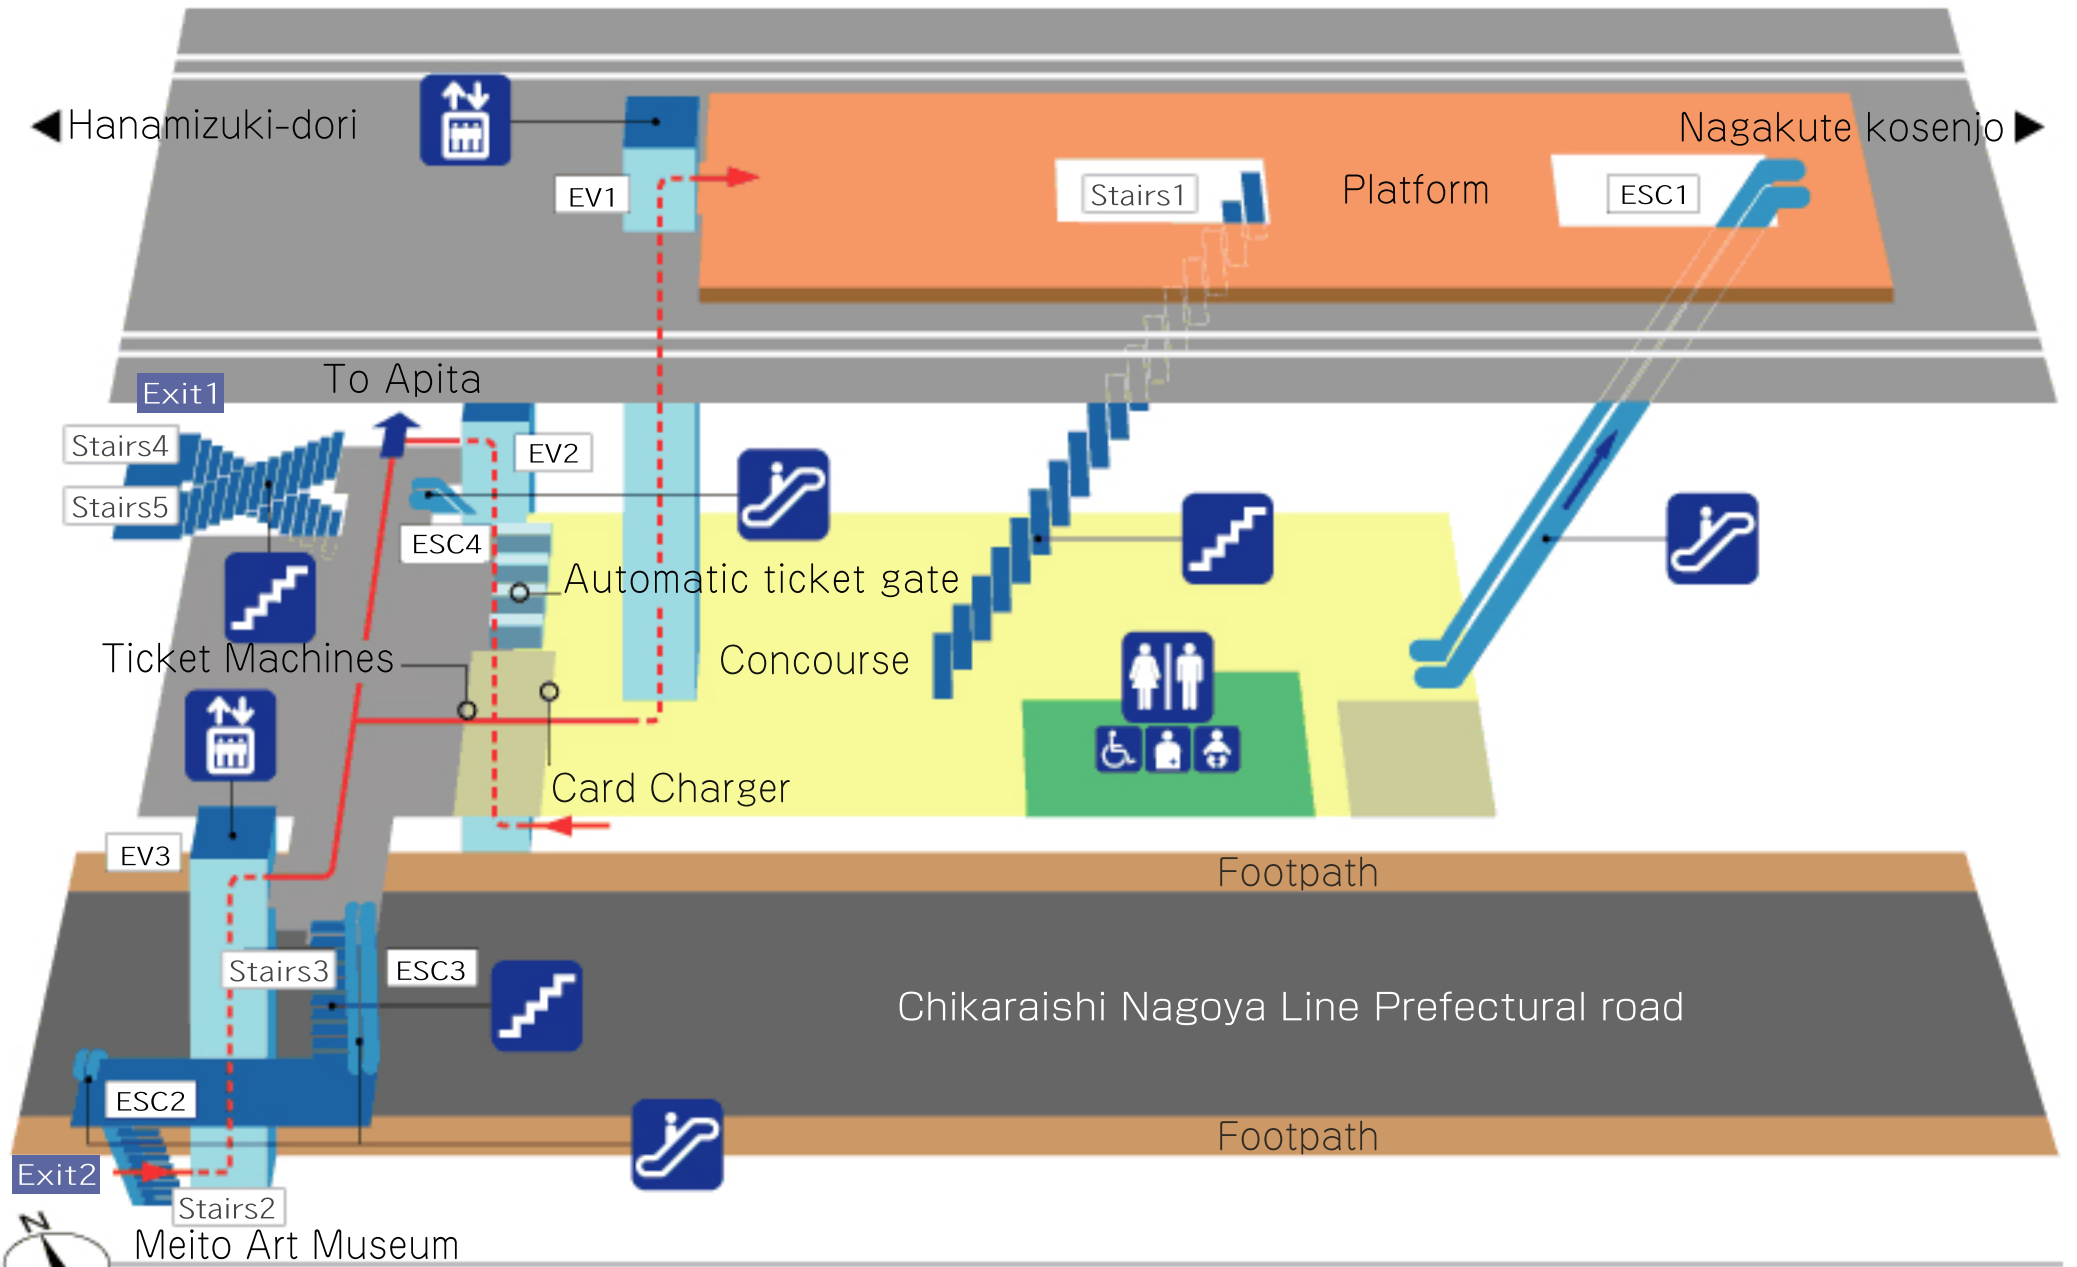 Hanamizuki-dori
Nagakute kosenjo
EV1
Stairs1
Platform
ESC1
To Apita
Exit1
Stairs4
EV2
Stairs5
ESC4
Automatic ticket gate
Ticket Machines
Concourse
Card Charger
EV3
Footpath
Stairs3
ESC3
Chikaraishi Nagoya Line Prefectural road
ESC2
Footpath
Exit2
Stairs2
N
Meito Art Museum